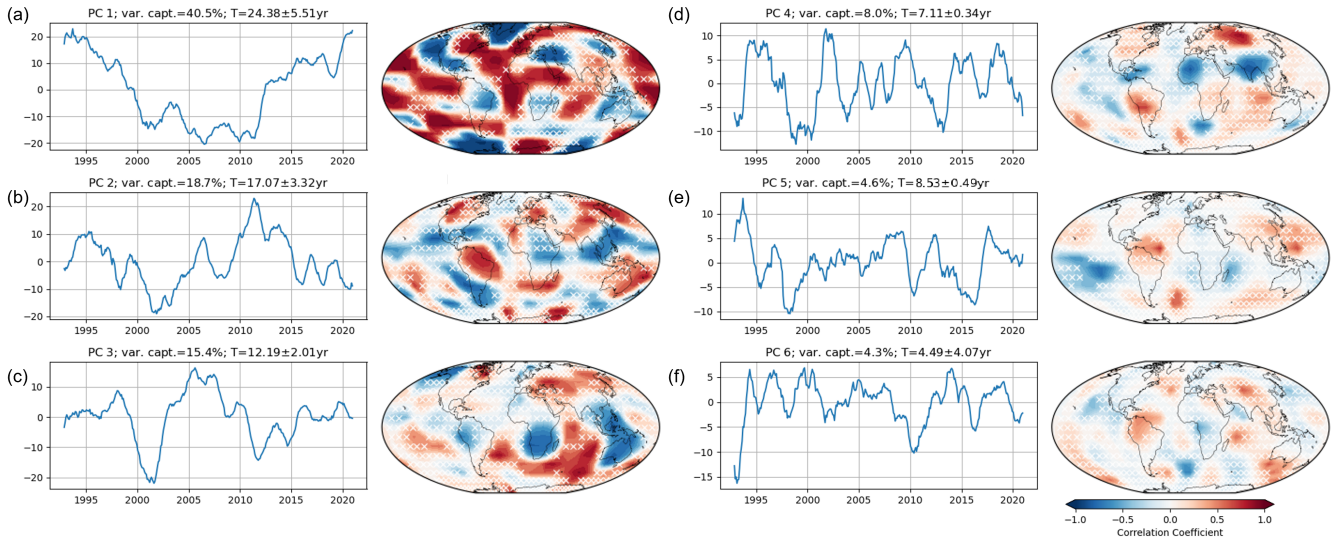 (a)
PC 1; var. capt.=40.5%; T=24.38±5.51yr
20
10
0
−10
−20
1995 2000 2005 2010 2015 2020
(b)
PC 2; var. capt.=18.7%; T=17.07±3.32yr
20
10
0
−10
−20
1995 2000 2005 2010 2015 2020
(c)
PC 3; var. capt.=15.4%; T=12.19±2.01yr
10
0
−10
−20
1995 2000 2005 2010 2015 2020
(d)
PC 4; var. capt.=8.0%; T=7.11±0.34yr
10
5
0
−5
−10
1995 2000 2005 2010 2015 2020
(e)
PC 5; var. capt.=4.6%; T=8.53±0.49yr
10
5
0
−5
−10
1995 2000 2005 2010 2015 2020
(f)
PC 6; var. capt.=4.3%; T=4.49±4.07yr
5
0
−5
−10
−15
1995 2000 2005 2010 2015 2020
−1.0 −0.5 0.0 0.5 1.0
Correlation Coefficient